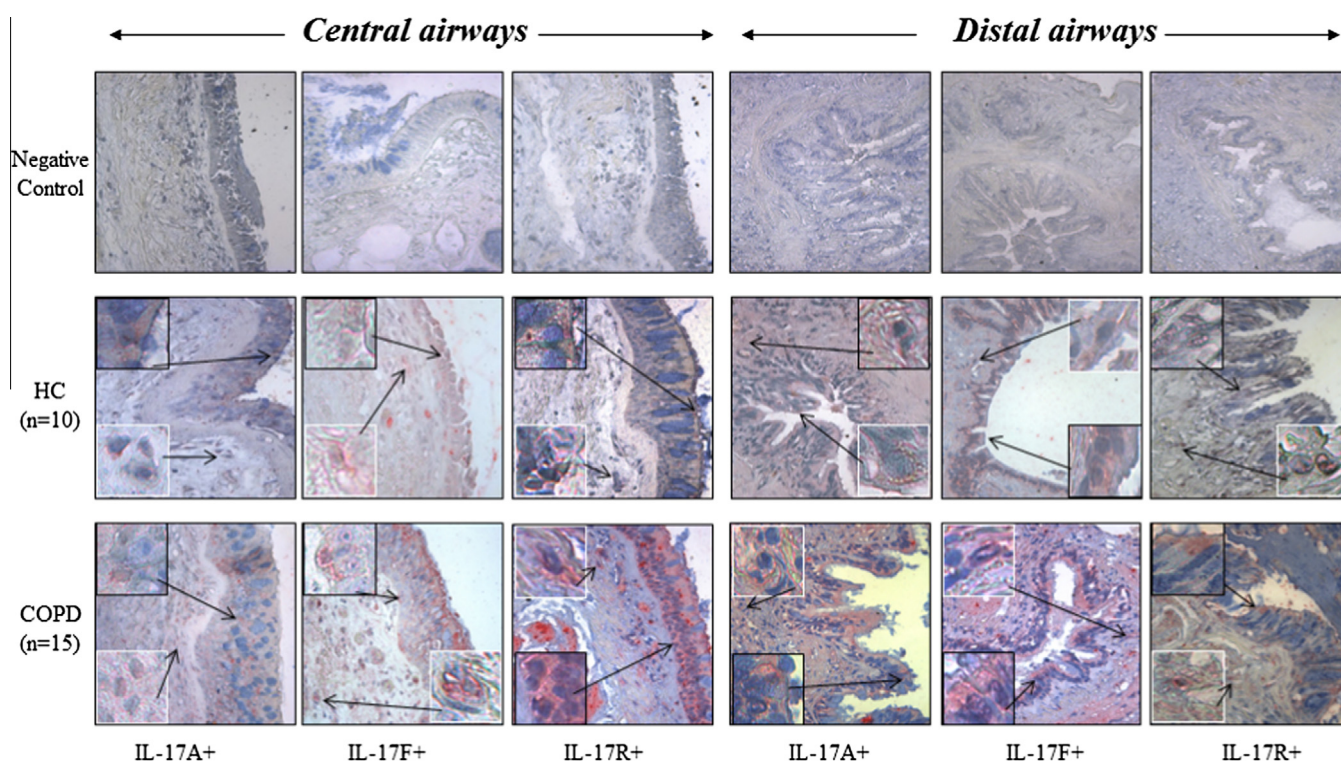 Central airways
Distal airways
Negative
Control
HC
(n=10)
COPD
(n=15)
IL-17A+
IL-17F+
IL-17R+
IL-17A+
IL-17F+
IL-17R+